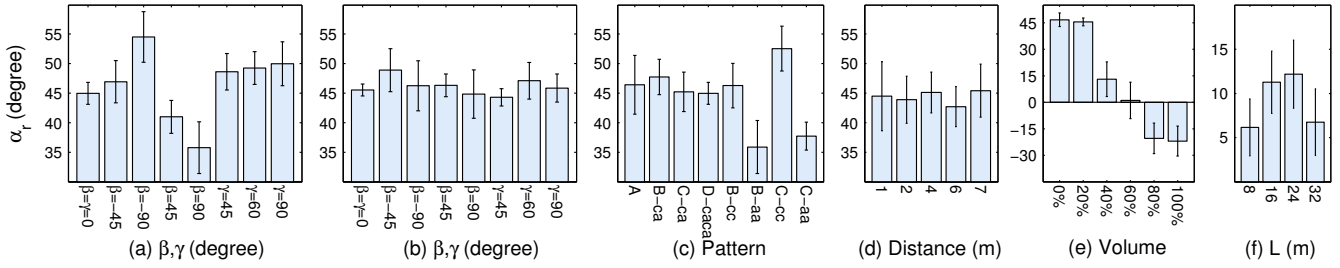 α_r (degree)
55
50
45
40
35
β=γ=0
β=−45
β=−90
β=45
β=90
γ=45
γ=60
γ=90
(a) β,γ (degree)
55
50
45
40
35
β=γ=0
β=−45
β=−90
β=45
β=90
γ=45
γ=60
γ=90
(b) β,γ (degree)
55
50
45
40
35
A
B−ca
C−ca
D−caca
B−cc
B−aa
C−cc
C−aa
(c) Pattern
55
50
45
40
35
1
2
4
6
7
(d) Distance (m)
45
30
15
0
−15
−30
0%
20%
40%
60%
80%
100%
(e) Volume
15
10
5
8
16
24
32
(f) L (m)